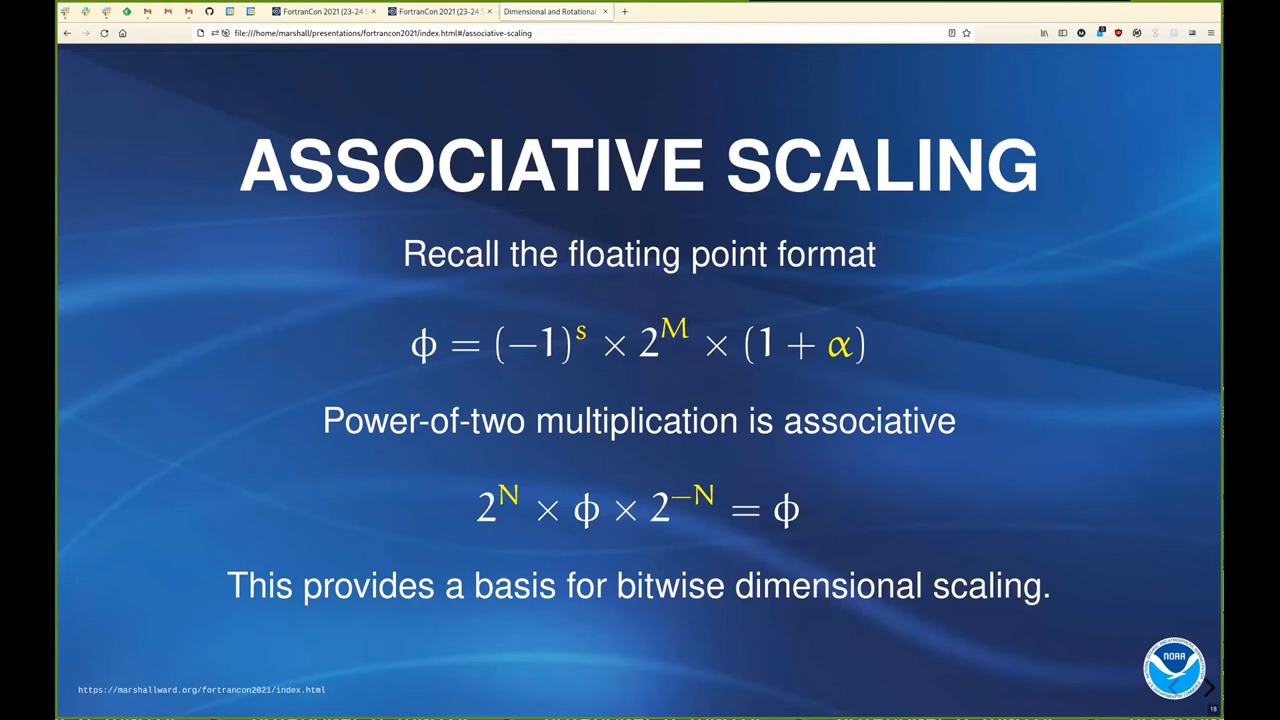 FortranCon 2021 (23-24 S
FortranCon 2021 (23-24 S
Dimensional and Rotational
file:///home/marshall/presentations/fortrancon2021/index.html#/associative-scaling
ASSOCIATIVE SCALING
Recall the floating point format
ϕ = (−1)^s × 2^M × (1 + α)
Power-of-two multiplication is associative
2^N × ϕ × 2^−N = ϕ
This provides a basis for bitwise dimensional scaling.
NOAA
https://marshallward.org/fortrancon2021/index.html
18